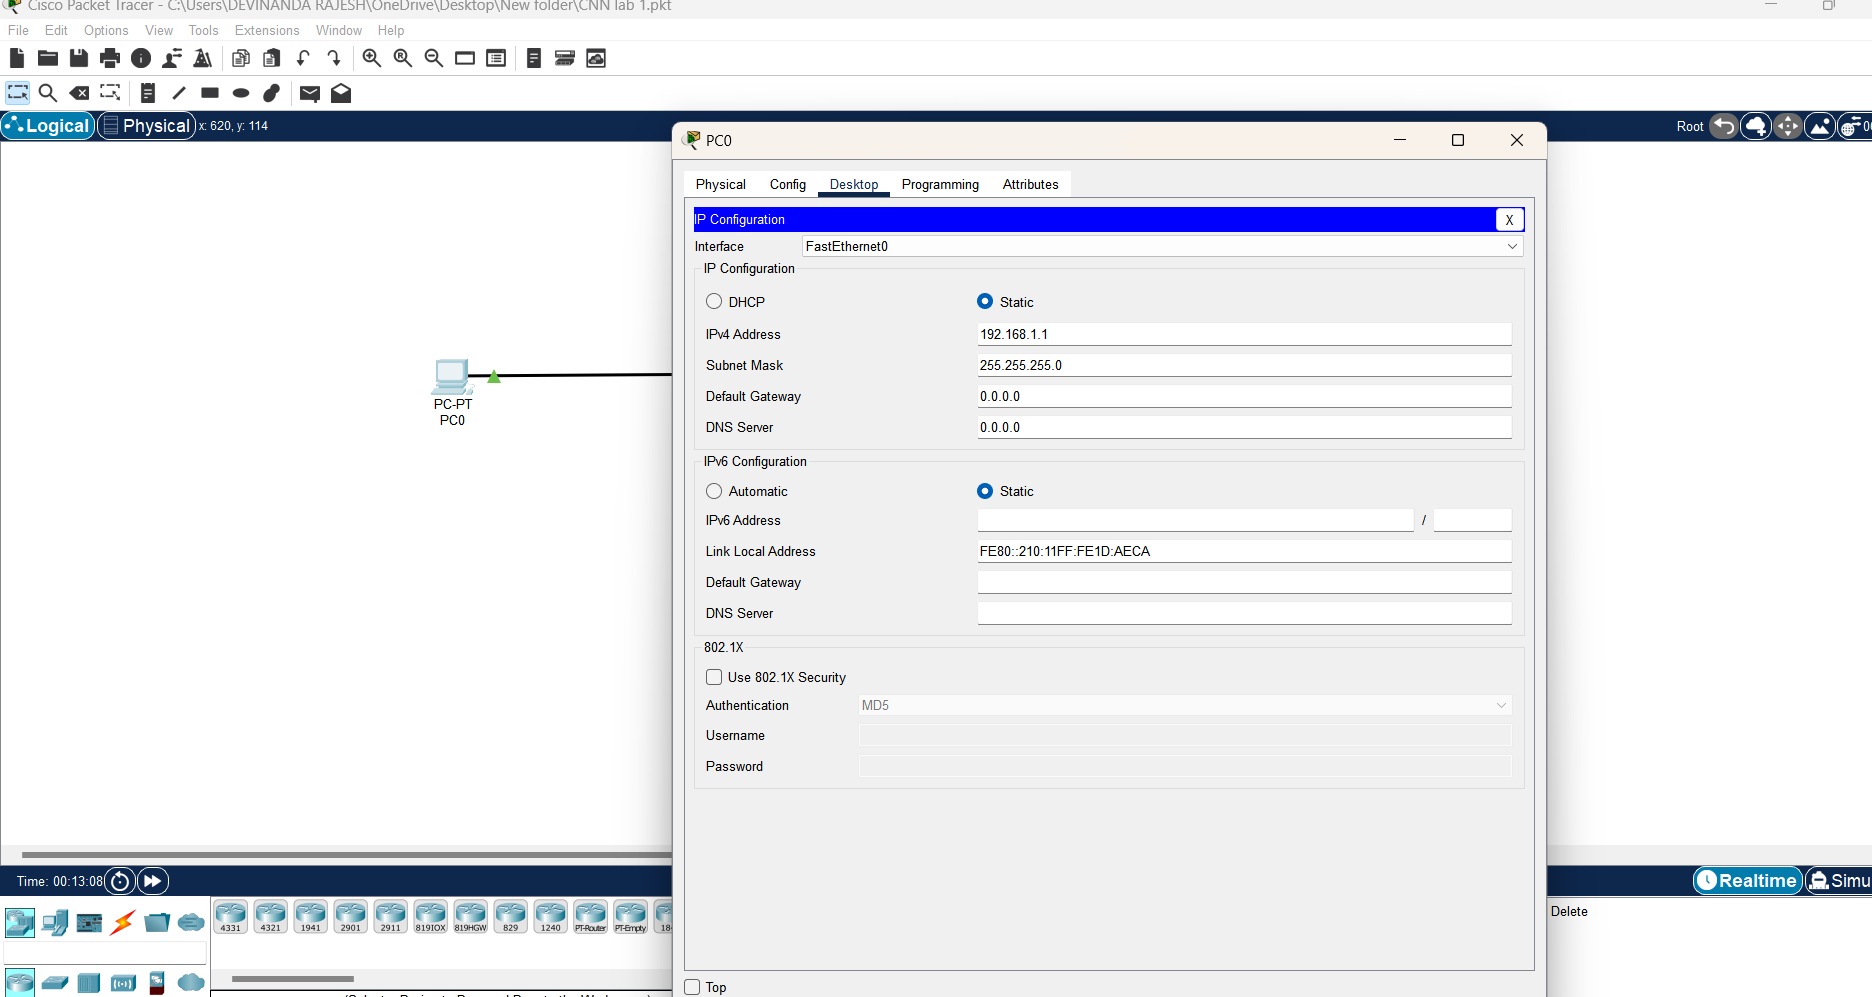 Cisco Packet Tracer - C:\Users\DEVINANDA RAJESH\OneDrive\Desktop\New folder\CNN lab 1.pkt
File Edit Options View Tools Extensions Window Help
Logical Physical x: 620, y: 114
Root
PC0
Physical Config Desktop Programming Attributes
IP Configuration X
Interface FastEthernet0
IP Configuration
DHCP Static
IPv4 Address 192.168.1.1
Subnet Mask 255.255.255.0
Default Gateway 0.0.0.0
DNS Server 0.0.0.0
IPv6 Configuration
Automatic Static
IPv6 Address /
Link Local Address FE80::210:11FF:FE1D:AECA
Default Gateway
DNS Server
802.1X
Use 802.1X Security
Authentication MD5
Username
Password
Top
PC-PT
PC0
Time: 00:13:08
Realtime Simu
4331 4321 1941 2901 2911 819IOX 819HGW 829 1240 PT-Router PT-Empty 18
Delete